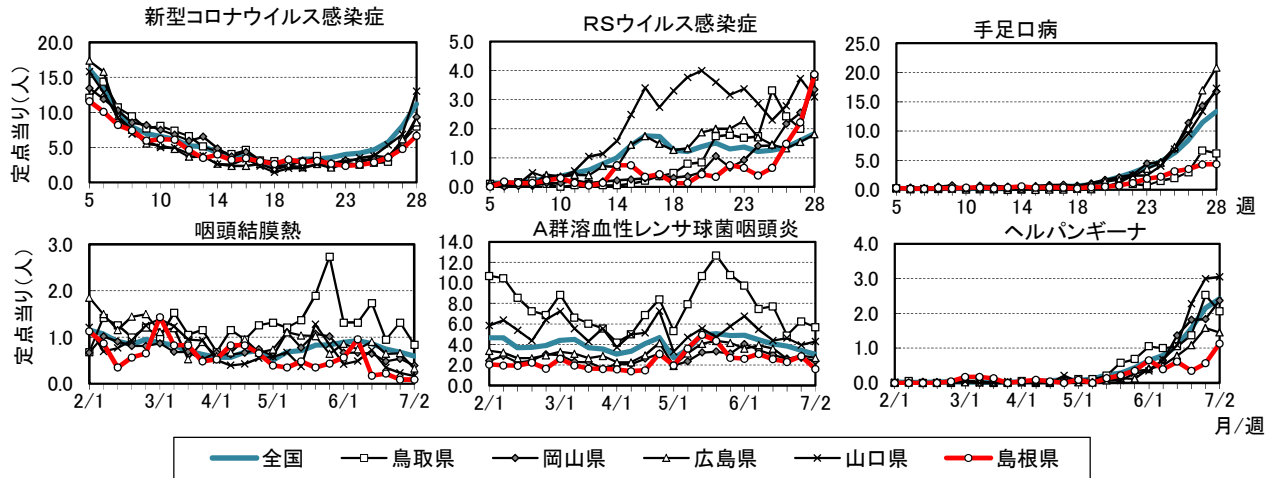 新型コロナウイルス感染症
定点当り(人)
20.0
15.0
10.0
5.0
0.0
5 10 14 18 23 28
RSウイルス感染症
5.0
4.0
3.0
2.0
1.0
0.0
5 10 14 18 23 28
手足口病
25.0
20.0
15.0
10.0
5.0
0.0
5 10 14 18 23 28 週
咽頭結膜熱
定点当り(人)
3.0
2.0
1.0
0.0
2/1 3/1 4/1 5/1 6/1 7/2
A群溶血性レンサ球菌咽頭炎
14.0
12.0
10.0
8.0
6.0
4.0
2.0
0.0
2/1 3/1 4/1 5/1 6/1 7/2
ヘルパンギーナ
4.0
3.0
2.0
1.0
0.0
2/1 3/1 4/1 5/1 6/1 7/2
月/週
全国 鳥取県 岡山県 広島県 山口県 島根県